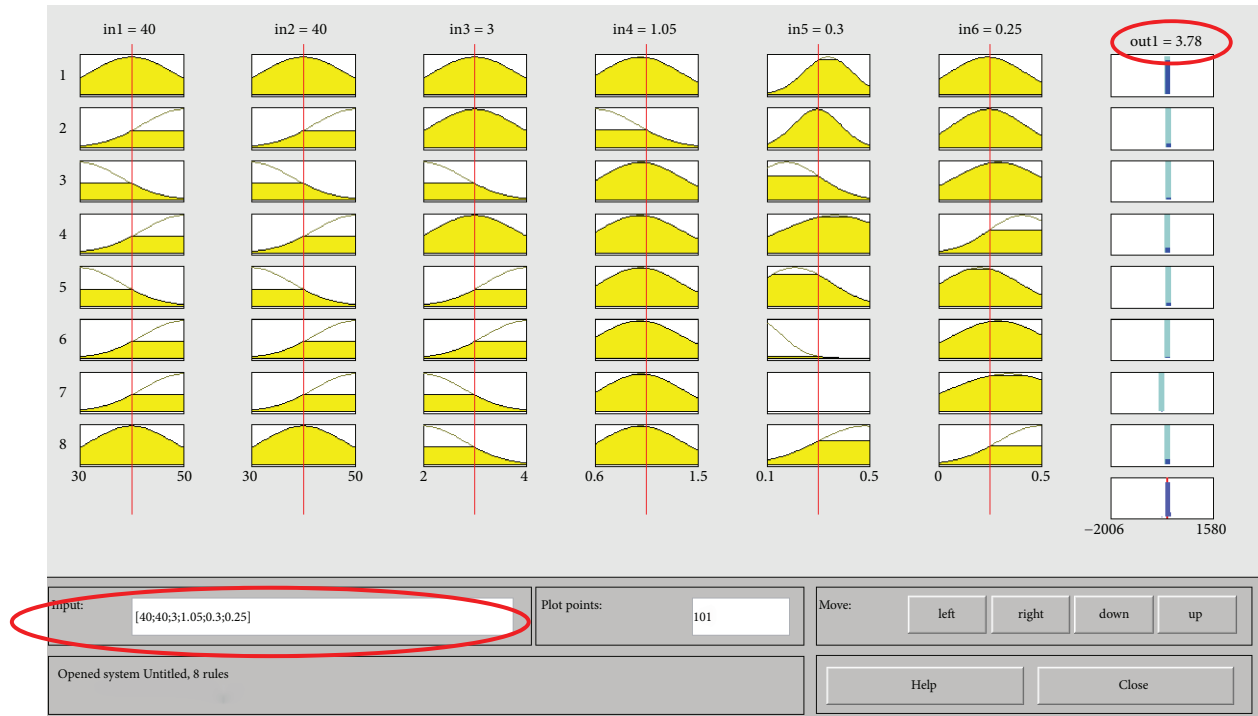 in1 = 40 in2 = 40 in3 = 3 in4 = 1.05 in5 = 0.3 in6 = 0.25 out1 = 3.78
1
2
3
4
5
6
7
8
30 50 30 50 2 4 0.6 1.5 0.1 0.5 0 0.5
−2006 1580
Input: [40;40;3;1.05;0.3;0.25] Plot points: 101 Move: left right down up
Opened system Untitled, 8 rules Help Close